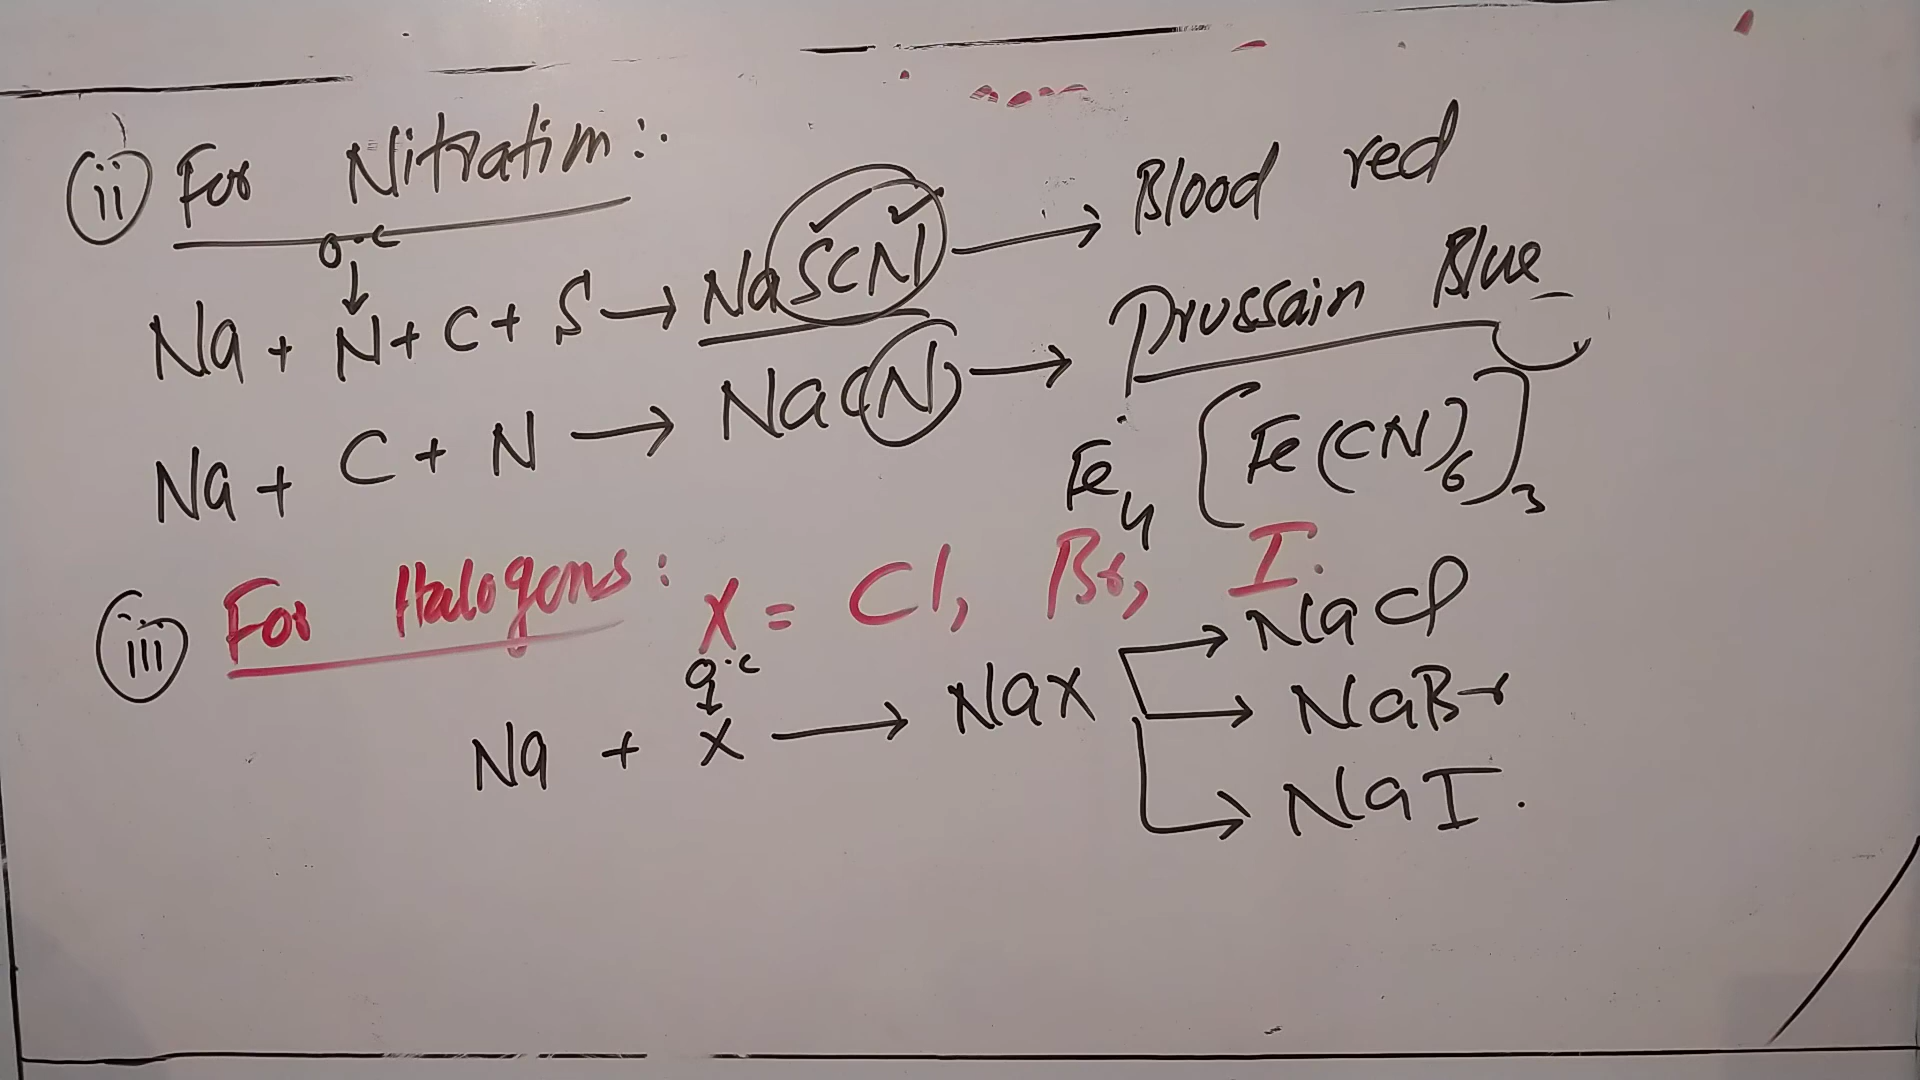 (ii) For Nitration :-
o.c
Na + N + C + S → NaSCN → Blood red
Na + C + N → NaCN → Prussain Blue
Fe4[Fe(CN)6]3
(iii) For Halogens : X = Cl, Br, I.
o.c
Na + X → NaX → NaCl
→ NaBr
→ NaI.